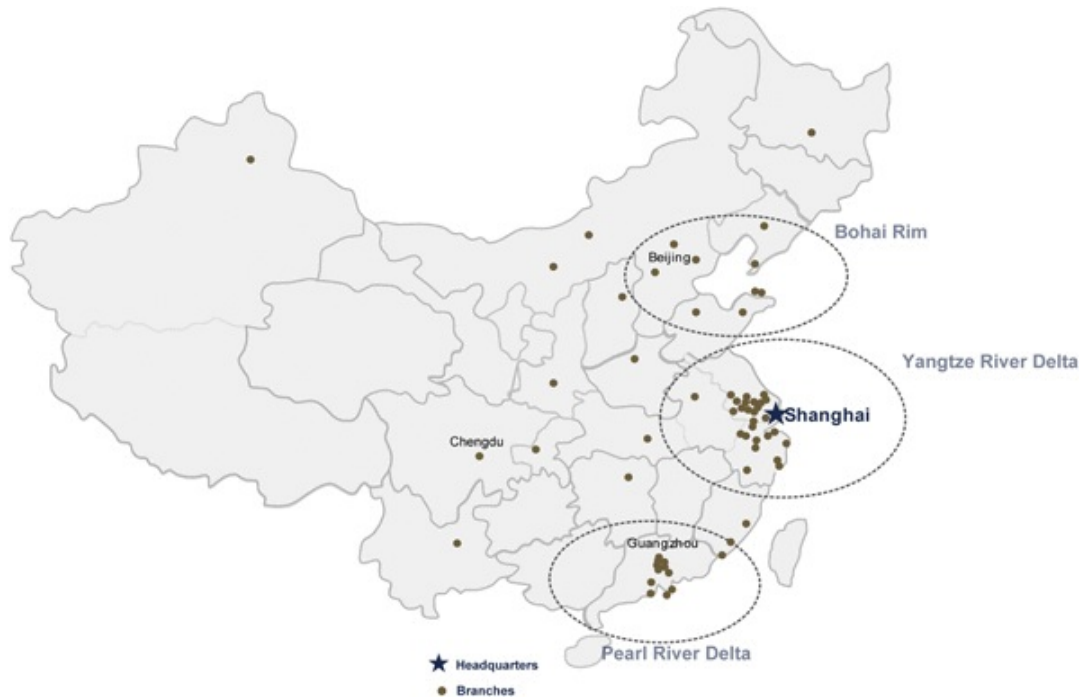 Bohai Rim
Beijing
Yangtze River Delta
Shanghai
Chengdu
Guangzhou
Pearl River Delta
Headquarters
Branches